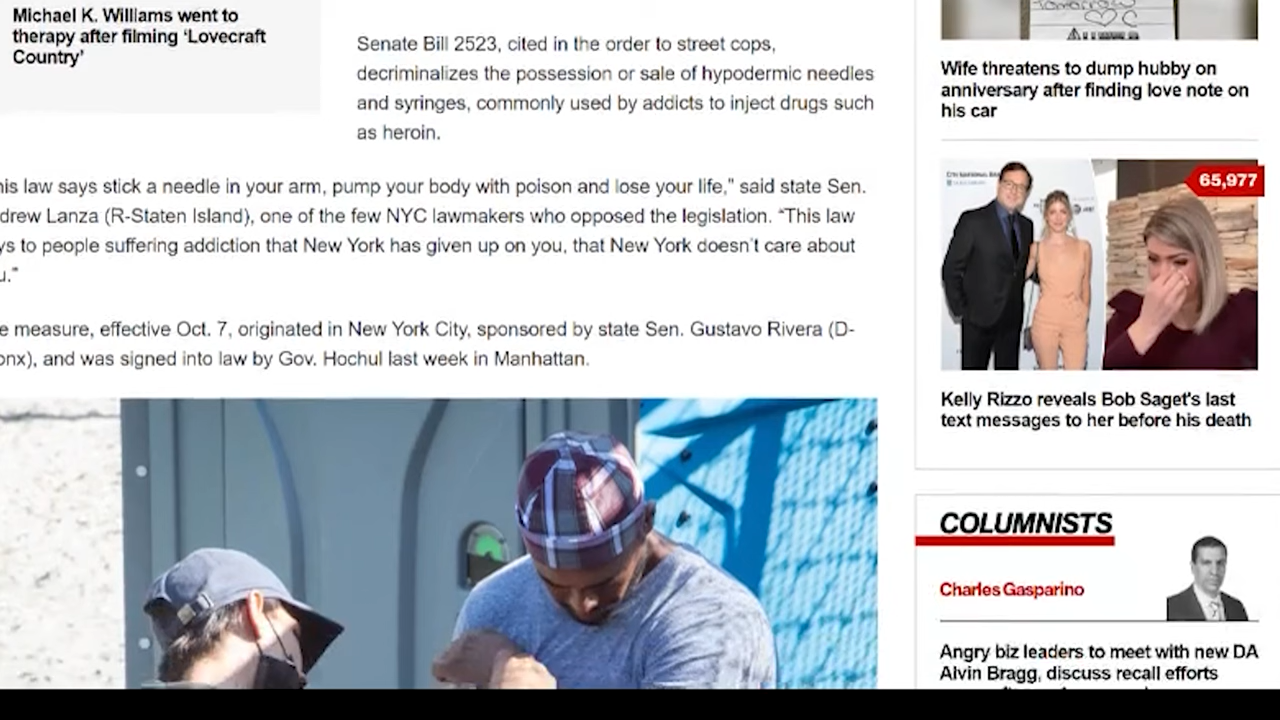 Michael K. Williams went to
therapy after filming ‘Lovecraft
Country’
Senate Bill 2523, cited in the order to street cops,
decriminalizes the possession or sale of hypodermic needles
and syringes, commonly used by addicts to inject drugs such
as heroin.
his law says stick a needle in your arm, pump your body with poison and lose your life,” said state Sen.
drew Lanza (R-Staten Island), one of the few NYC lawmakers who opposed the legislation. “This law
ys to people suffering addiction that New York has given up on you, that New York doesn’t care about
u.”
e measure, effective Oct. 7, originated in New York City, sponsored by state Sen. Gustavo Rivera (D-
onx), and was signed into law by Gov. Hochul last week in Manhattan.
Tomorrow
C
Wife threatens to dump hubby on
anniversary after finding love note on
his car
65,977
Kelly Rizzo reveals Bob Saget's last
text messages to her before his death
COLUMNISTS
Charles Gasparino
Angry biz leaders to meet with new DA
Alvin Bragg, discuss recall efforts